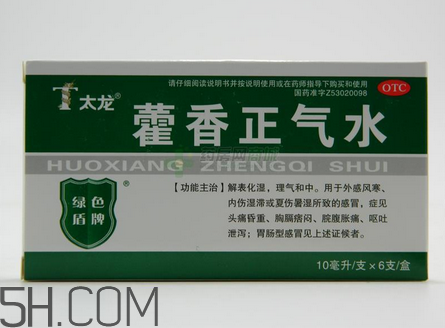 太龙®
请仔细阅读说明书并按说明使用或在药师指导下购买和使用
国药准字Z53020098
OTC
藿香正气水
HUOXIANG ZHENGQI SHUI
绿色
盾牌
®
【功能主治】解表化湿，理气和中。用于外感风寒、
内伤湿滞或夏伤暑湿所致的感冒，症见
头痛昏重、胸膈痞闷、脘腹胀痛、呕吐
泄泻；胃肠型感冒见上述证候者。
10毫升/支×6支/盒
5H.COM